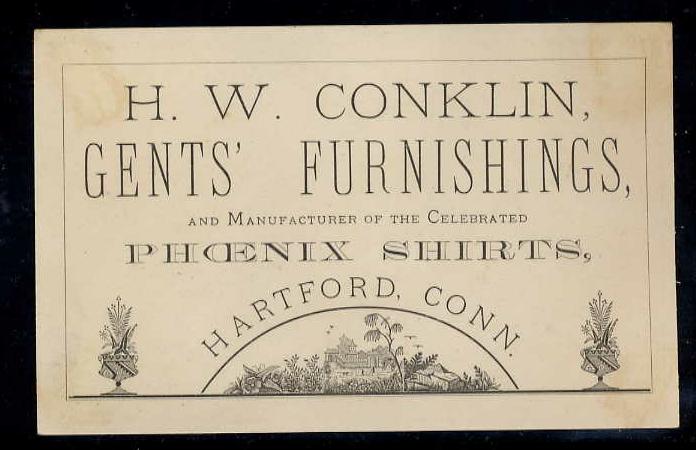 H. W. CONKLIN,
GENTS' FURNISHINGS,
AND MANUFACTURER OF THE CELEBRATED
PHŒNIX SHIRTS,
HARTFORD, CONN.